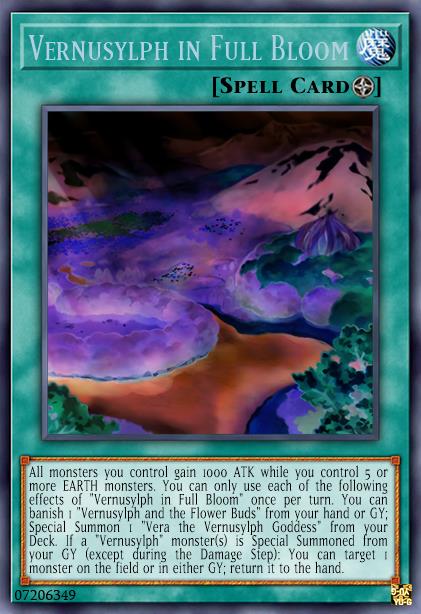 VERNUSYLPH IN FULL BLOOM 魔
[SPELL CARD]
All monsters you control gain 1000 ATK while you control 5 or
more EARTH monsters. You can only use each of the following
effects of "Vernusylph in Full Bloom" once per turn. You can
banish 1 "Vernusylph and the Flower Buds" from your hand or GY;
Special Summon 1 "Vera the Vernusylph Goddess" from your
Deck. If a "Vernusylph" monster(s) is Special Summoned from
your GY (except during the Damage Step): You can target 1
monster on the field or in either GY; return it to the hand.
07206349